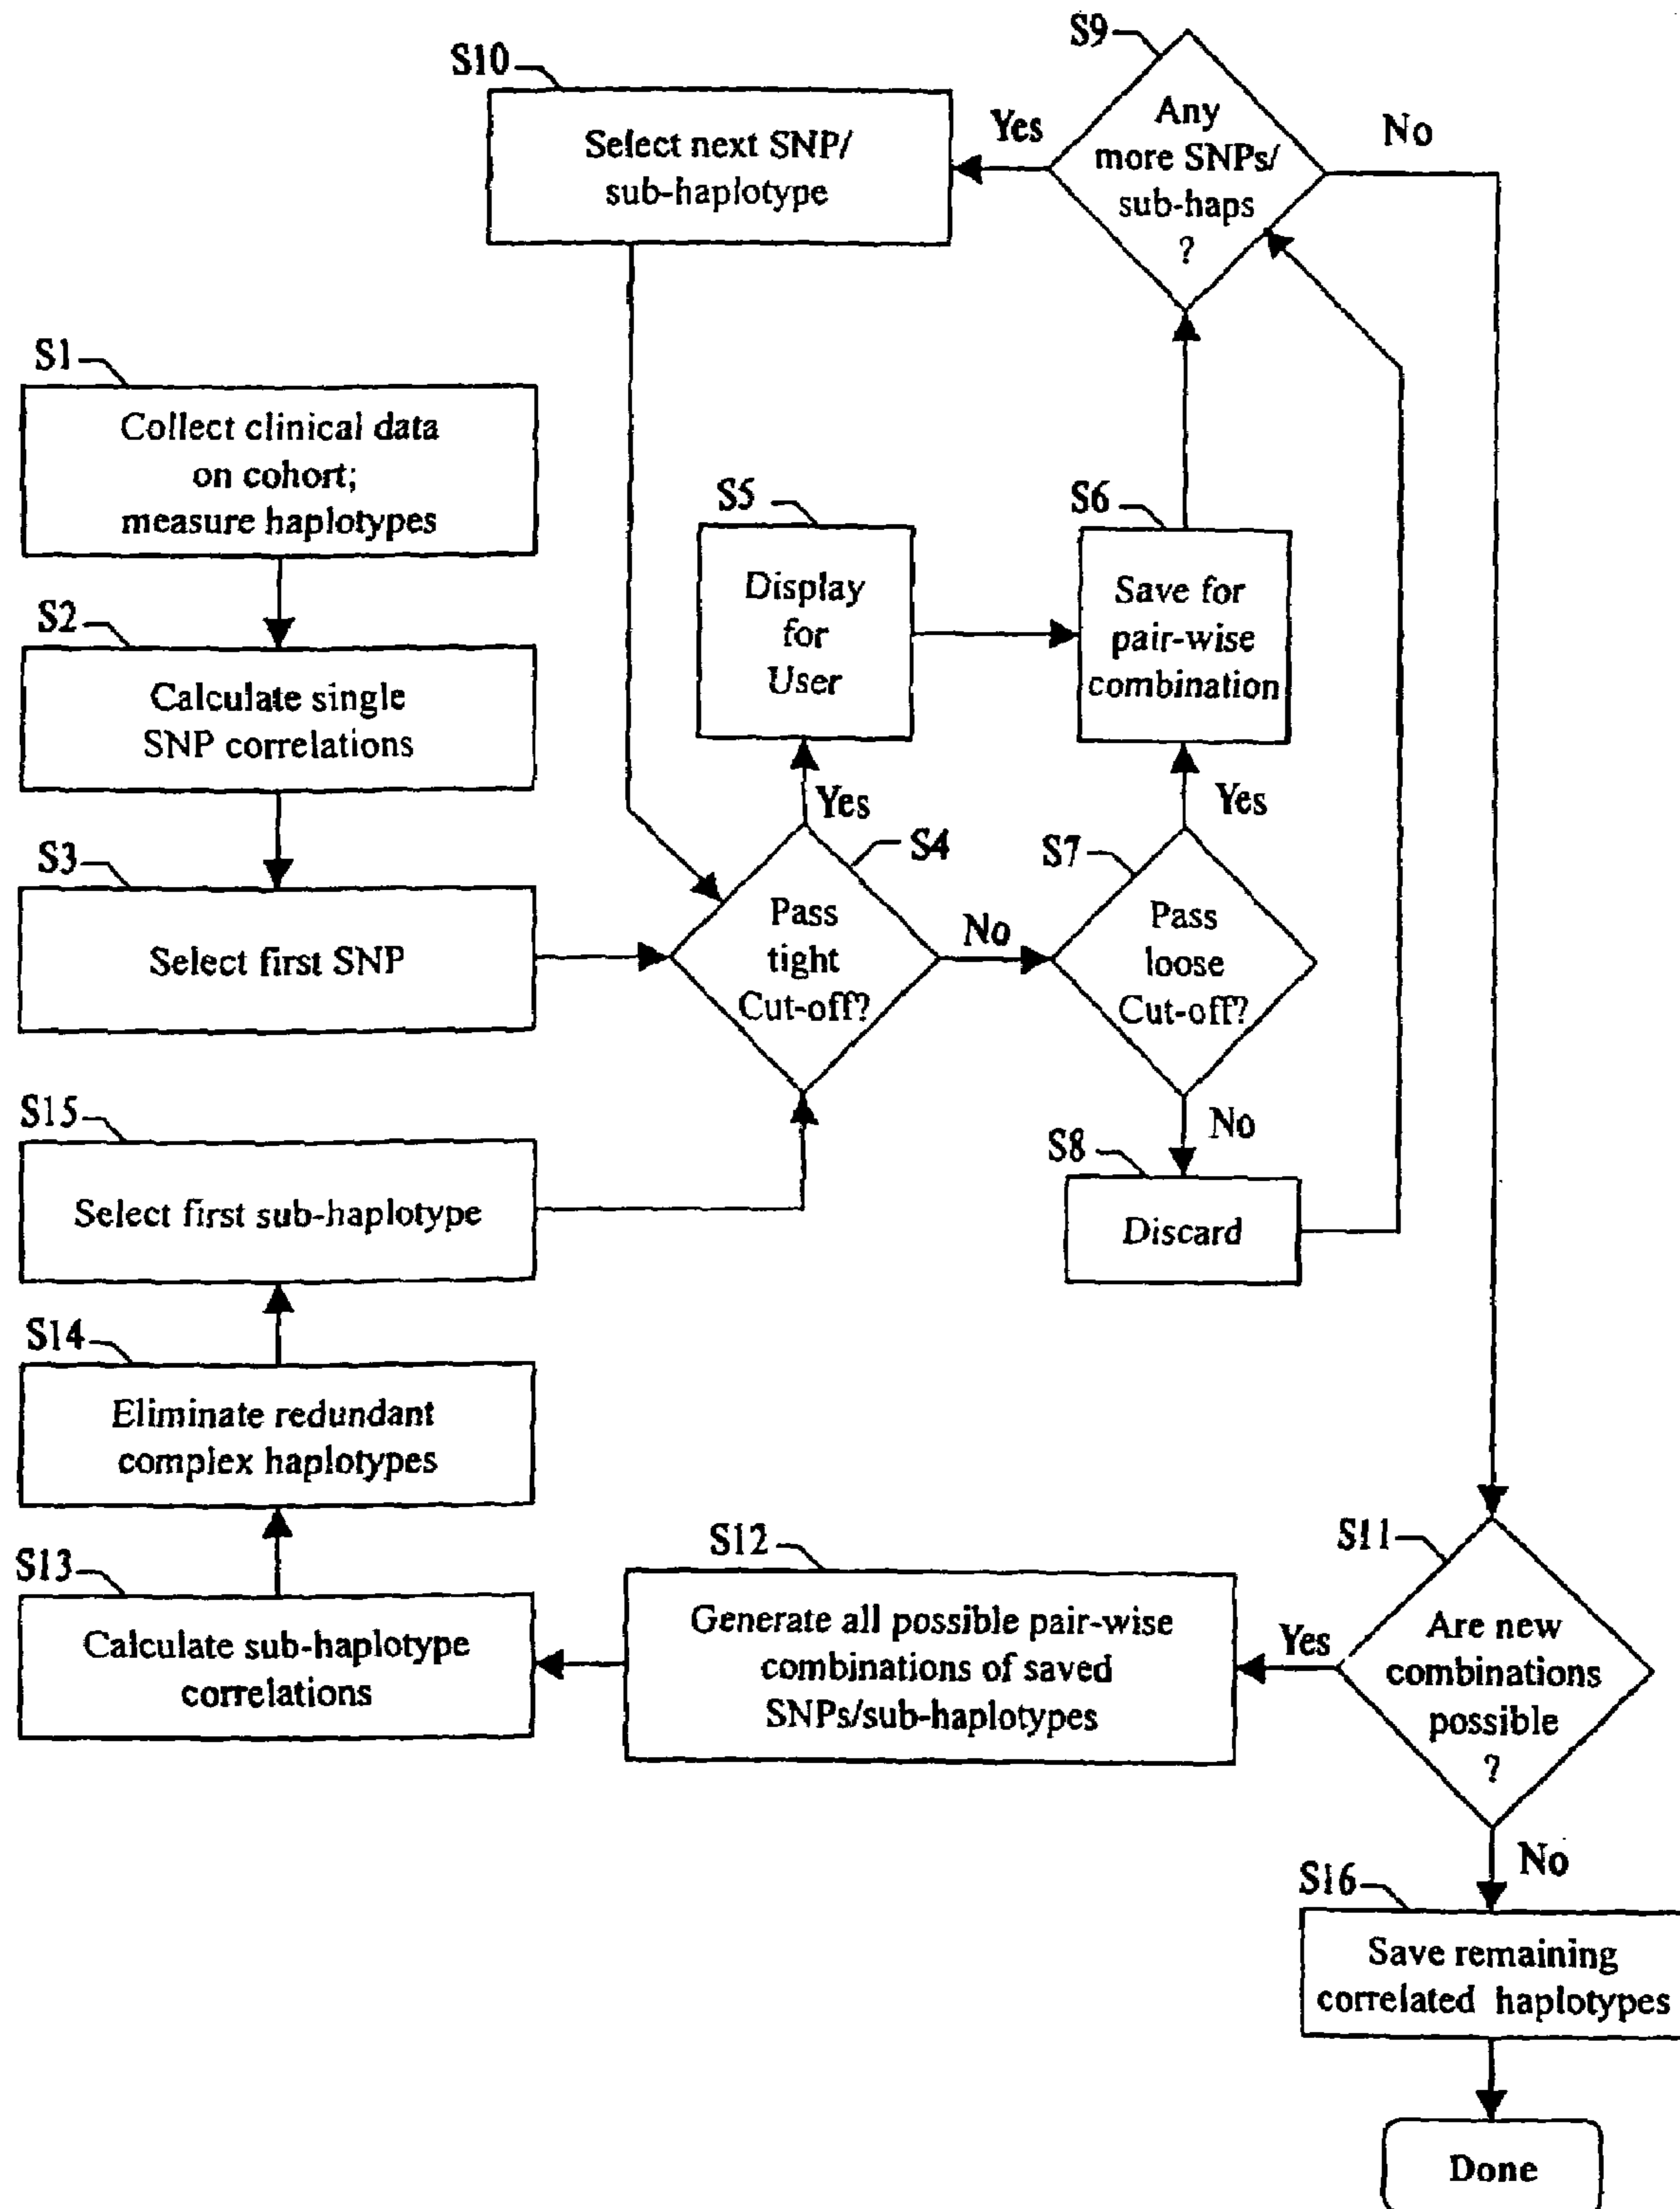 S9
S10
Any
more SNPs/
sub-haps
?
Yes
No
Select next SNP/
sub-haplotype
S1
Collect clinical data
on cohort;
measure haplotypes
S5
Display
for
User
S6
Save for
pair-wise
combination
S2
Calculate single
SNP correlations
Yes
Yes
S3
Select first SNP
S4
Pass
tight
Cut-off?
No
S7
Pass
loose
Cut-off?
No
S15
Select first sub-haplotype
S8
Discard
S14
Eliminate redundant
complex haplotypes
S13
Calculate sub-haplotype
correlations
S12
Generate all possible pair-wise
combinations of saved
SNPs/sub-haplotypes
S11
Yes
Are new
combinations
possible
?
No
S16
Save remaining
correlated haplotypes
Done